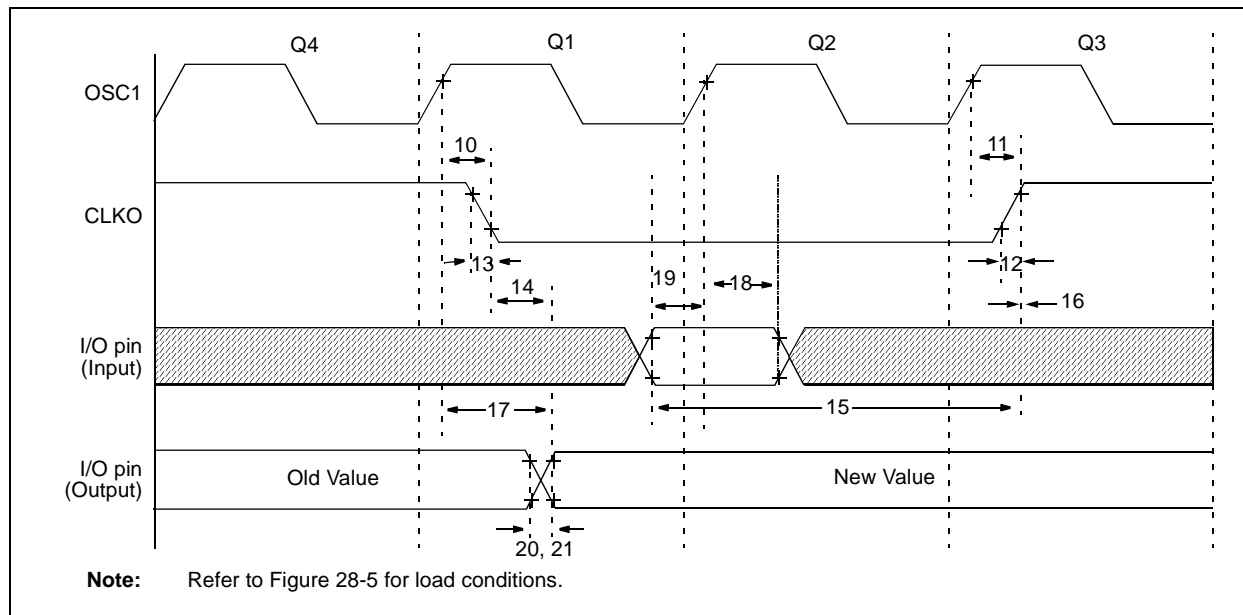 Q4 Q1 Q2 Q3
OSC1
10 11
CLKO
13 12
14 19 18 16
I/O pin
(Input)
17 15
I/O pin
(Output)
Old Value New Value
20, 21
Note: Refer to Figure 28-5 for load conditions.